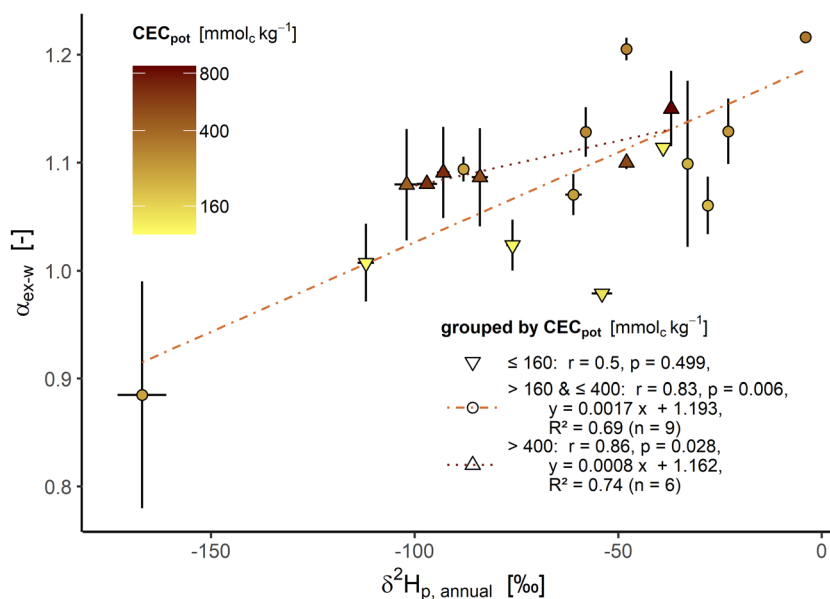 CECpot [mmolc kg−1]
800
400
160
1.2
1.1
1.0
0.9
0.8
αex-w [-]
grouped by CECpot [mmolc kg−1]
≤ 160: r = 0.5, p = 0.499,
> 160 & ≤ 400: r = 0.83, p = 0.006,
y = 0.0017 x + 1.193,
R² = 0.69 (n = 9)
> 400: r = 0.86, p = 0.028,
y = 0.0008 x + 1.162,
R² = 0.74 (n = 6)
-150 -100 -50 0
δ2Hp, annual [‰]